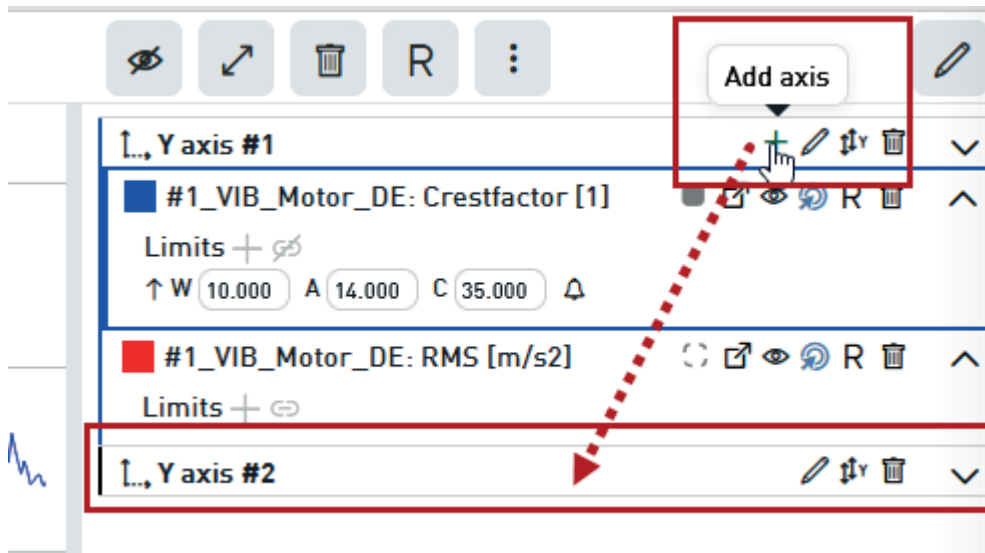 R
Add axis
Y axis #1
Y
#1_VIB_Motor_DE: Crestfactor [1]
R
Limits
W 10.000 A 14.000 C 35.000
#1_VIB_Motor_DE: RMS [m/s2]
R
Limits
Y axis #2
Y